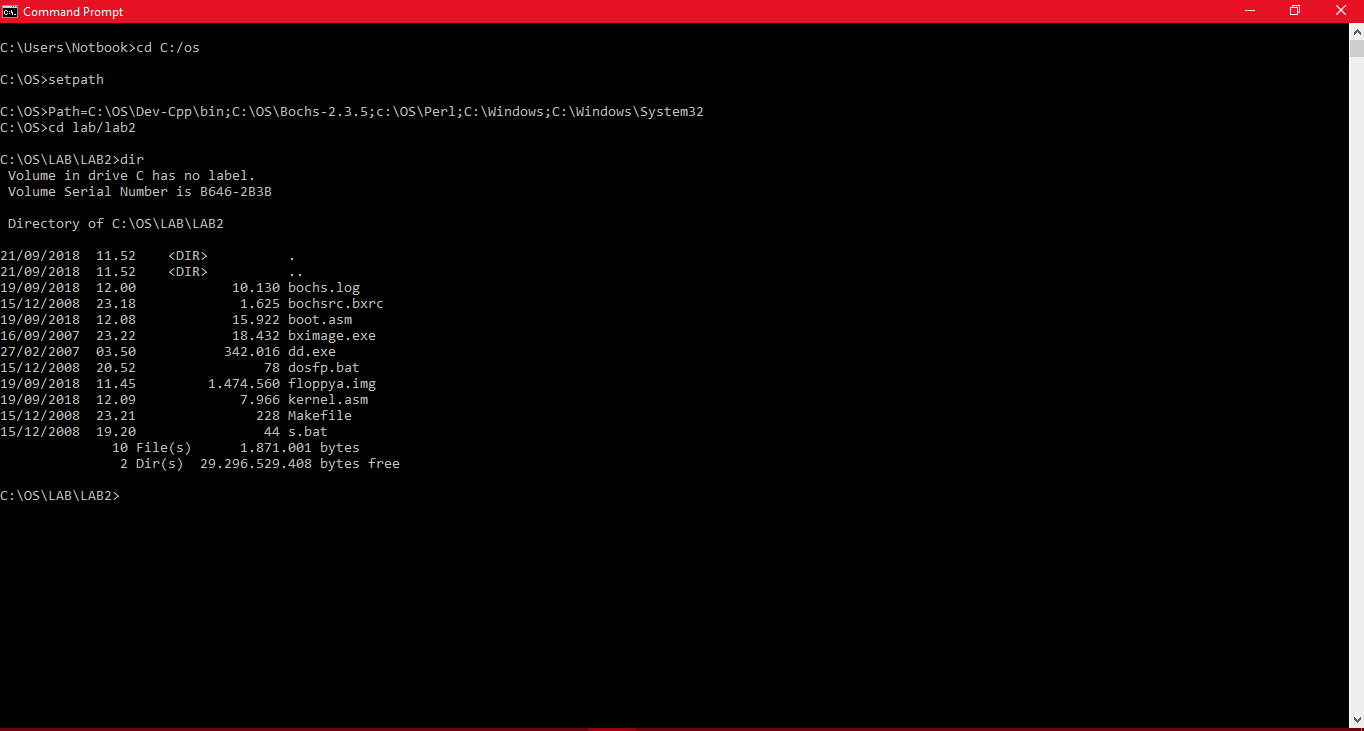 Command Prompt
C:\Users\Notbook>cd C:/os
C:\OS>setpath
C:\OS>Path=C:\OS\Dev-Cpp\bin;C:\OS\Bochs-2.3.5;c:\OS\Perl;C:\Windows;C:\Windows\System32
C:\OS>cd lab/lab2
C:\OS\LAB\LAB2>dir
 Volume in drive C has no label.
 Volume Serial Number is B646-2B3B
 Directory of C:\OS\LAB\LAB2
21/09/2018  11.52    <DIR>          .
21/09/2018  11.52    <DIR>          ..
19/09/2018  12.00            10.130 bochs.log
15/12/2008  23.18             1.625 bochsrc.bxrc
19/09/2018  12.08            15.922 boot.asm
16/09/2007  23.22            18.432 bximage.exe
27/02/2007  03.50           342.016 dd.exe
15/12/2008  20.52                78 dosfp.bat
19/09/2018  11.45         1.474.560 floppya.img
19/09/2018  12.09             7.966 kernel.asm
15/12/2008  23.21               228 Makefile
15/12/2008  19.20                44 s.bat
              10 File(s)      1.871.001 bytes
               2 Dir(s)  29.296.529.408 bytes free
C:\OS\LAB\LAB2>